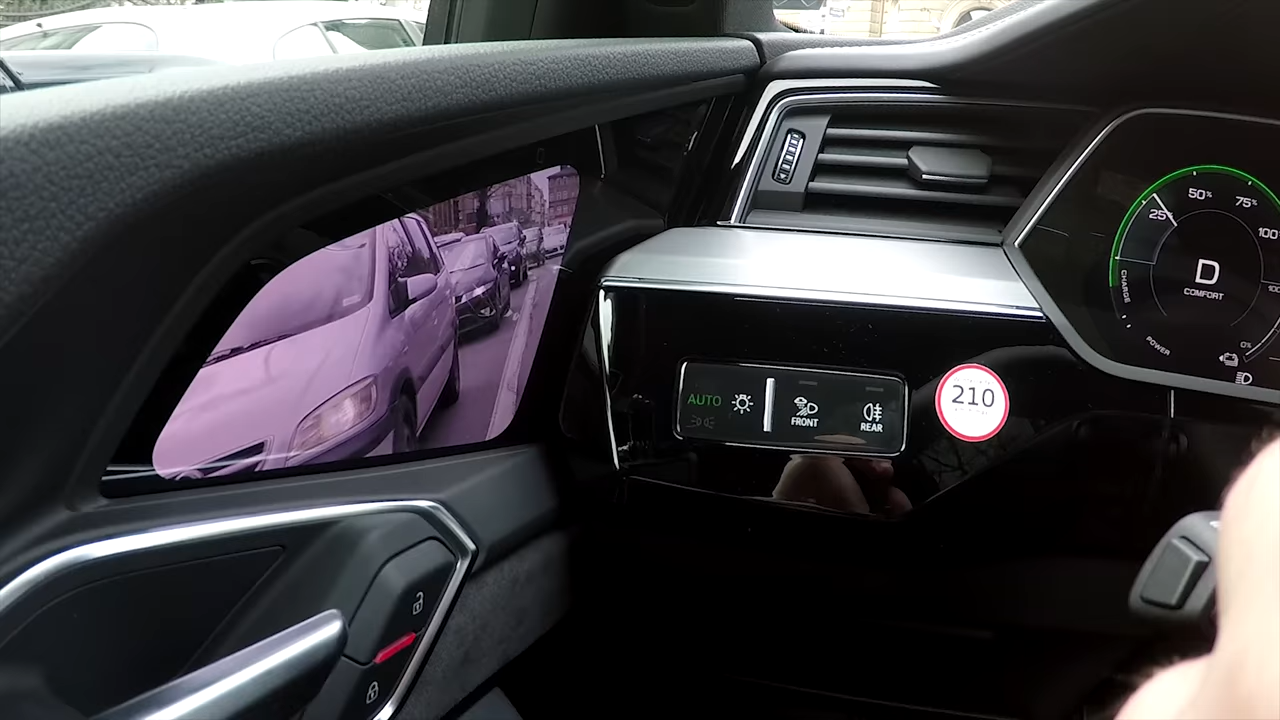 50%
25
75%
100
D
COMFORT
CHARGE
POWER
0%
AUTO
FRONT
REAR
210